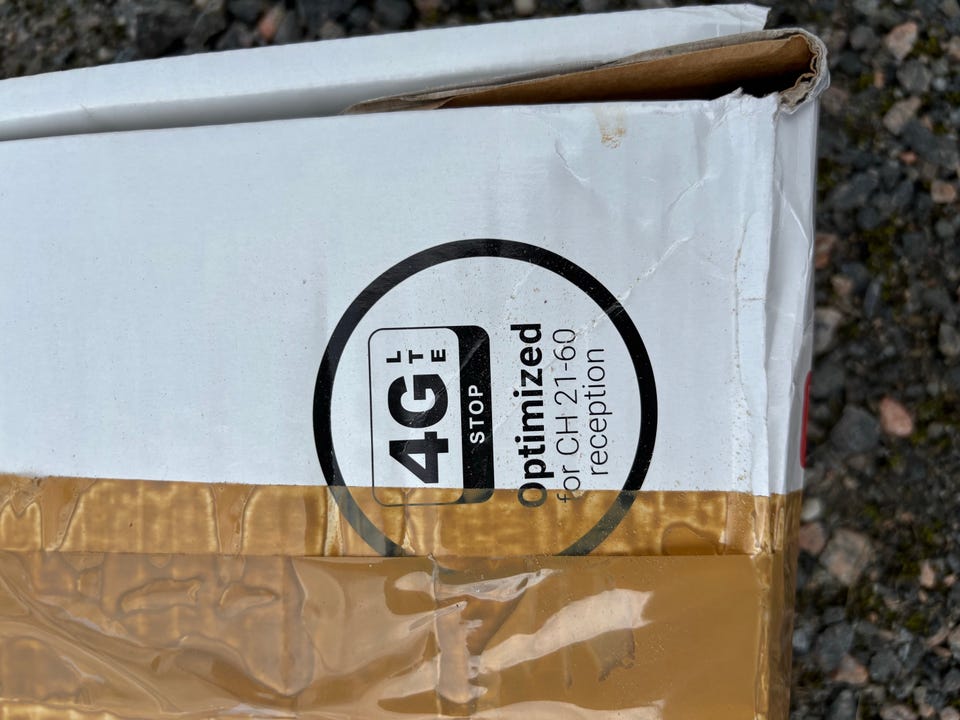 4G LTE
STOP
Optimized
for CH 21-60
reception